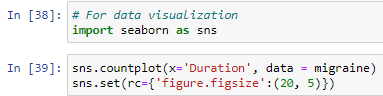 In [38]: # For data visualization
import seaborn as sns
In [39]: sns.countplot(x='Duration', data = migraine)
sns.set(rc={'figure.figsize':(20, 5)})